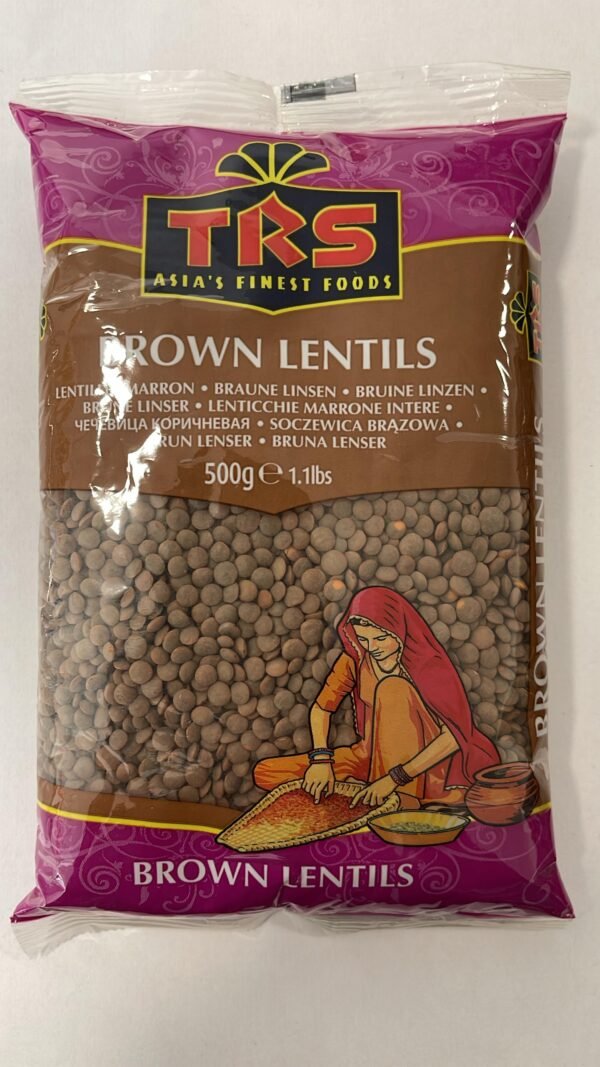 TRS
ASIA'S FINEST FOODS
BROWN LENTILS
MARRON • BRAUNE LINSEN • BRUINE LINZEN •
LINSER • LENTICCHIE MARRONE INTERE •
ЧЕЧЕВИЦА КОРИЧНЕВАЯ • SOCZEWICA BRĄZOWA •
LENSER • BRUNA LENSER
500g ℮ 1.1lbs
BROWN LENTILS
TRS
BROWN LENTILS